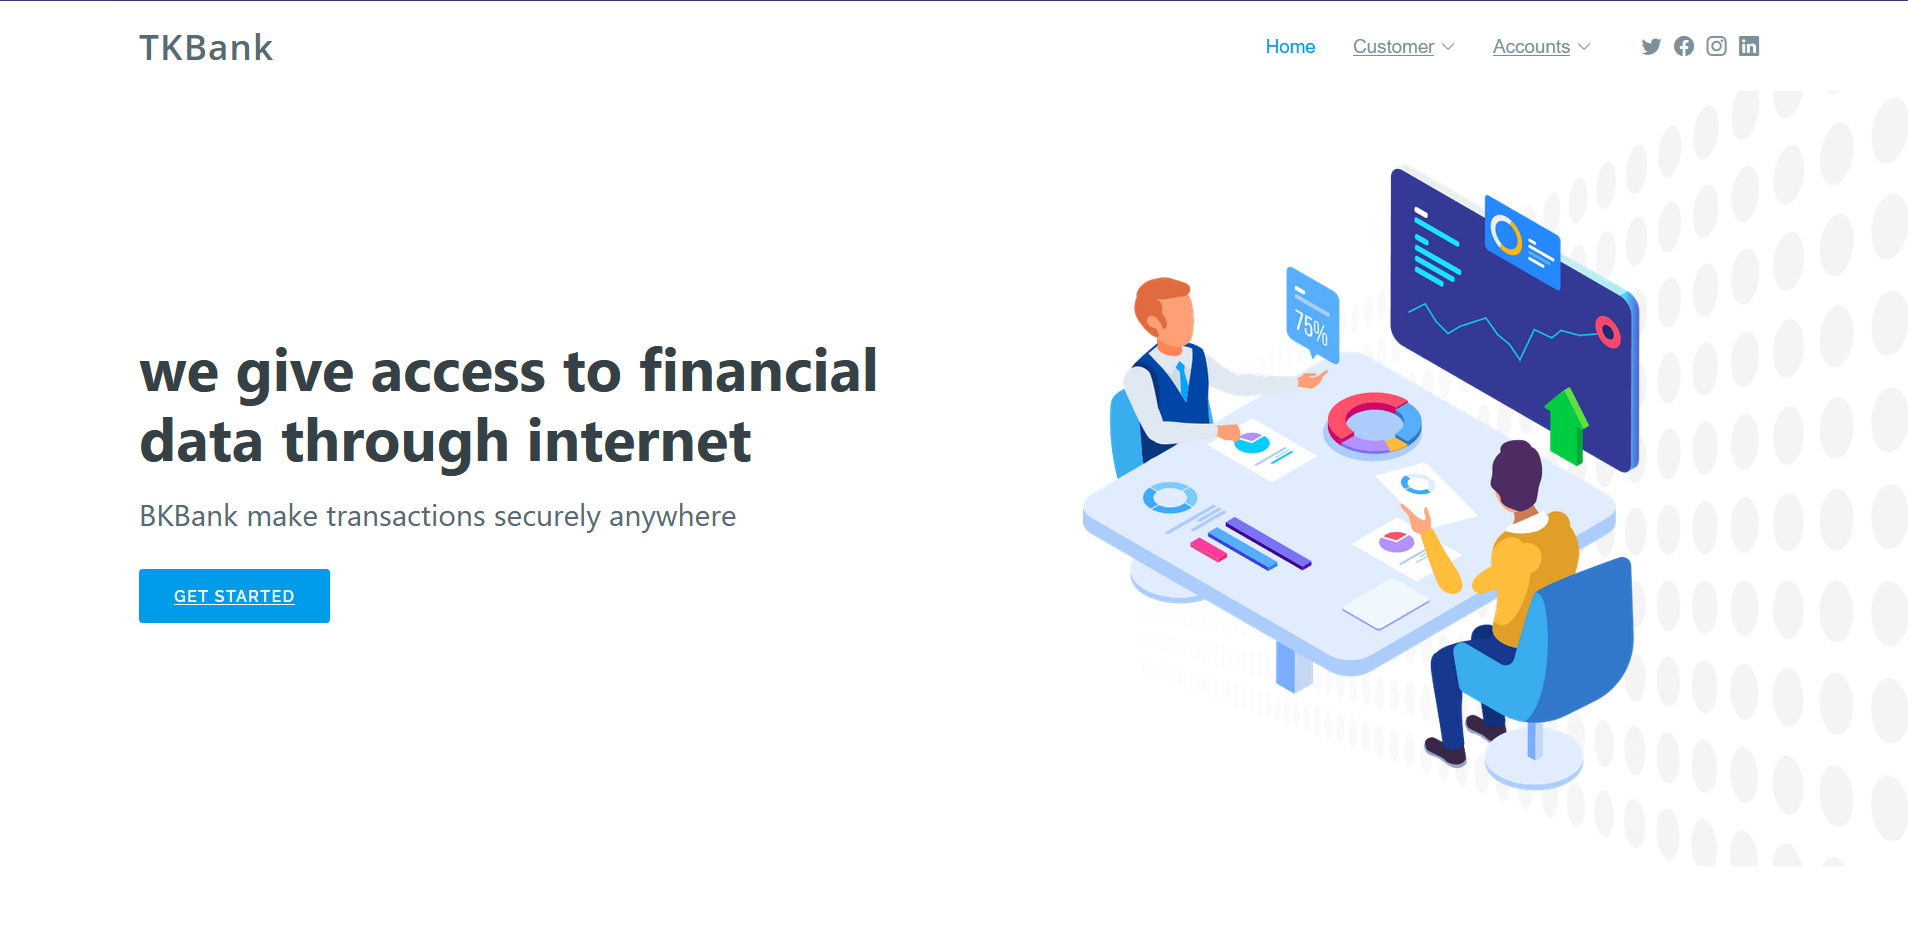 TKBank
Home Customer Accounts
75%
we give access to financial
data through internet
BKBank make transactions securely anywhere
GET STARTED